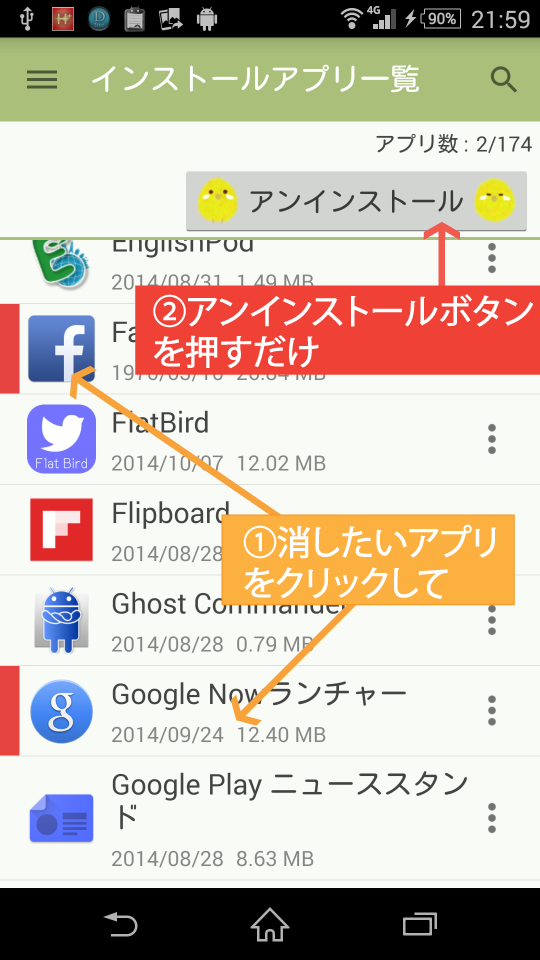 4G
90%
21:59
インストールアプリ一覧
アプリ数 : 2/174
アンインストール
EnglishPod
2014/08/31 1.49 MB
②アンインストールボタン
を押すだけ
Fa
FlatBird
Flat Bird
2014/10/07 12.02 MB
Flipboard
2014/08/28
①消したいアプリ
をクリックして
Ghost Commander
2014/08/28 0.79 MB
Google Nowランチャー
2014/09/24 12.40 MB
Google Play ニューススタン
ド
2014/08/28 8.63 MB